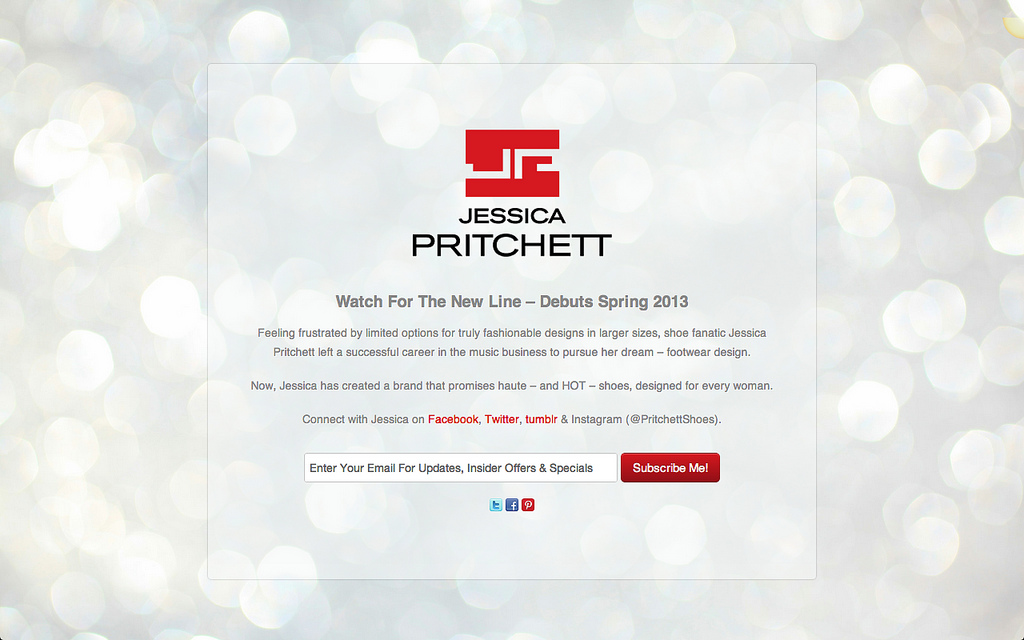 JP
JESSICA
PRITCHETT
Watch For The New Line – Debuts Spring 2013
Feeling frustrated by limited options for truly fashionable designs in larger sizes, shoe fanatic Jessica
Pritchett left a successful career in the music business to pursue her dream – footwear design.
Now, Jessica has created a brand that promises haute – and HOT – shoes, designed for every woman.
Connect with Jessica on Facebook, Twitter, tumblr & Instagram (@PritchettShoes).
Enter Your Email For Updates, Insider Offers & Specials Subscribe Me!